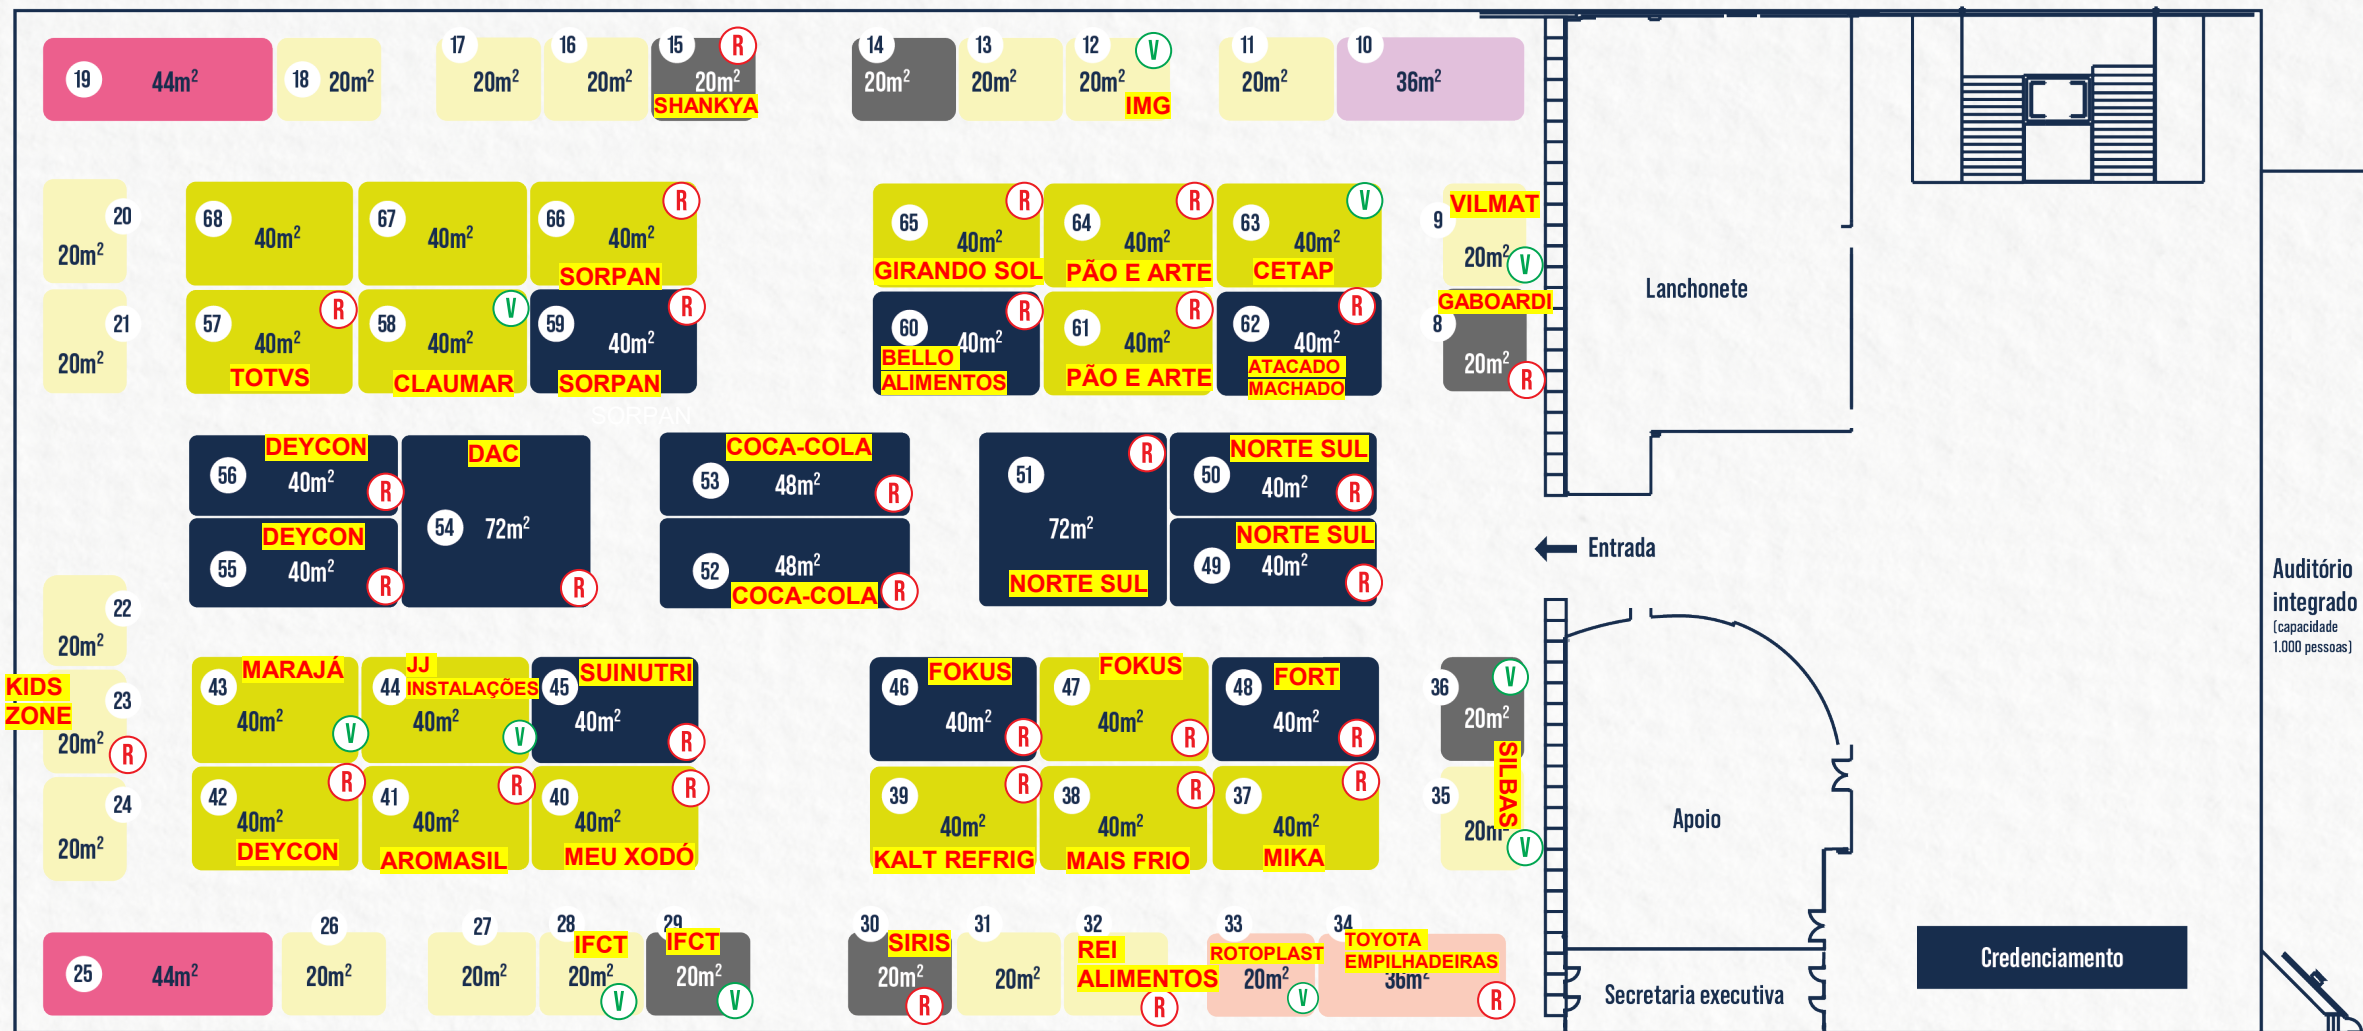 19 44m²
18 20m²
17 20m²
16 20m²
15 R 20m² SHANKYA
14 20m²
13 20m²
12 V 20m² IMG
11 20m²
10 36m²
20 20m²
68 40m²
67 40m²
66 R 40m² SORPAN
65 R 40m² GIRANDO SOL
64 R 40m² PÃO E ARTE
63 V 40m² CETAP
9 VILMAT 20m² V
21 20m²
57 R 40m² TOTVS
58 V 40m² CLAUMAR
59 R 40m² SORPAN
SORPAN
60 R 40m² BELLO
ALIMENTOS
61 R 40m² PÃO E ARTE
62 R 40m² ATACADO
MACHADO
GABOARDI 8 20m² R
Lanchonete
56 DEYCON 40m² R
55 DEYCON 40m² R
DAC 54 72m² R
COCA-COLA 53 48m² R
52 48m² COCA-COLA R
51 R 72m² NORTE SUL
NORTE SUL 50 40m² R
NORTE SUL 49 40m² R
Entrada
Auditório
integrado
(capacidade
1.000 pessoas)
22 20m²
KIDS
ZONE
23 20m² R
24 20m²
43 MARAJÁ 40m² V
44 JJ
INSTALAÇÕES
40m² V
45 SUINUTRI 40m² R
46 FOKUS 40m² R
47 FOKUS 40m² R
48 FORT 40m² R
36 V 20m²
SILBAS
42 R 40m² DEYCON
41 R 40m² AROMASIL
40 R 40m² MEU XODÓ
39 R 40m² KALT REFRIG
38 R 40m² MAIS FRIO
37 R 40m² MIKA
35 20m² V
Apoio
25 44m²
26 20m²
27 20m²
28 IFCT 20m² V
29 IFCT 20m² V
30 SIRIS 20m² R
31 20m²
32 REI
ALIMENTOS
R
33 ROTOPLAST 20m² V
34 TOYOTA
EMPILHADEIRAS
36m² R
Secretaria executiva
Credenciamento